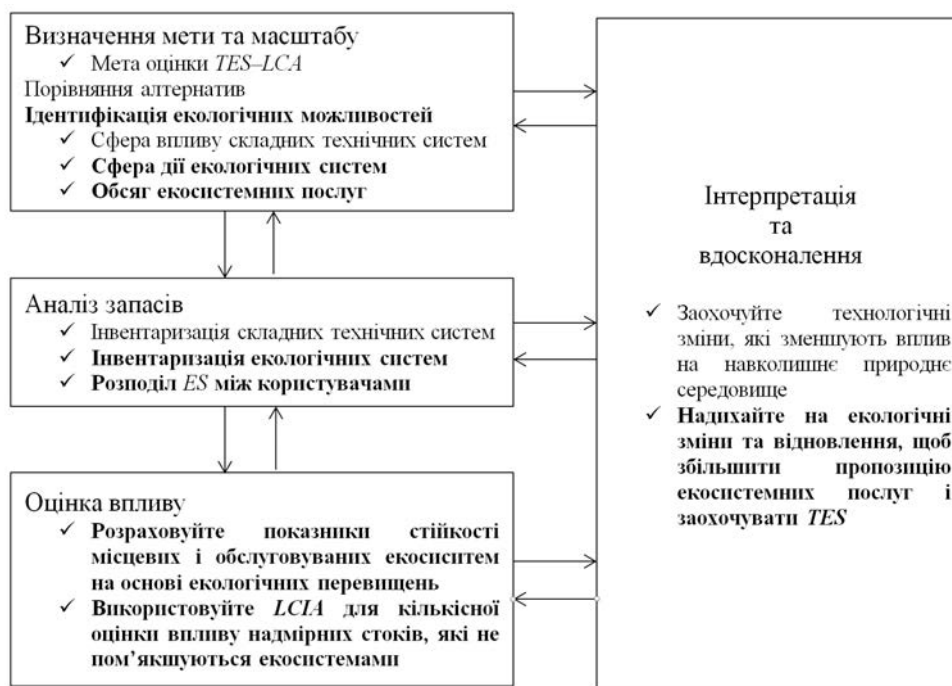 Визначення мети та масштабу
✓ Мета оцінки TES–LCA
Порівняння алтернатив
Ідентифікація екологічних можливостей
✓ Сфера впливу складних технічних систем
✓ Сфера дії екологічних систем
✓ Обсяг екосистемних послуг
Аналіз запасів
✓ Інвентаризація складних технічних систем
✓ Інвентаризація екологічних систем
✓ Розподіл ES між користувачами
Оцінка впливу
✓ Розраховуйте показники стійкості
місцевих і обслуговуваних екосиситем
на основі екологічних перевищень
✓ Використовуйте LCIA для кількісної
оцінки впливу надмірних стоків, які не
пом’якшуються екосистемами
Інтерпретація
та
вдосконалення
✓ Заохочуйте технологічні
зміни, які зменшують вплив
на навколишнє природнє
середовище
✓ Надихайте на екологічні
зміни та відновлення, щоб
збільшити пропозицію
екосистемних послуг і
заохочувати TES